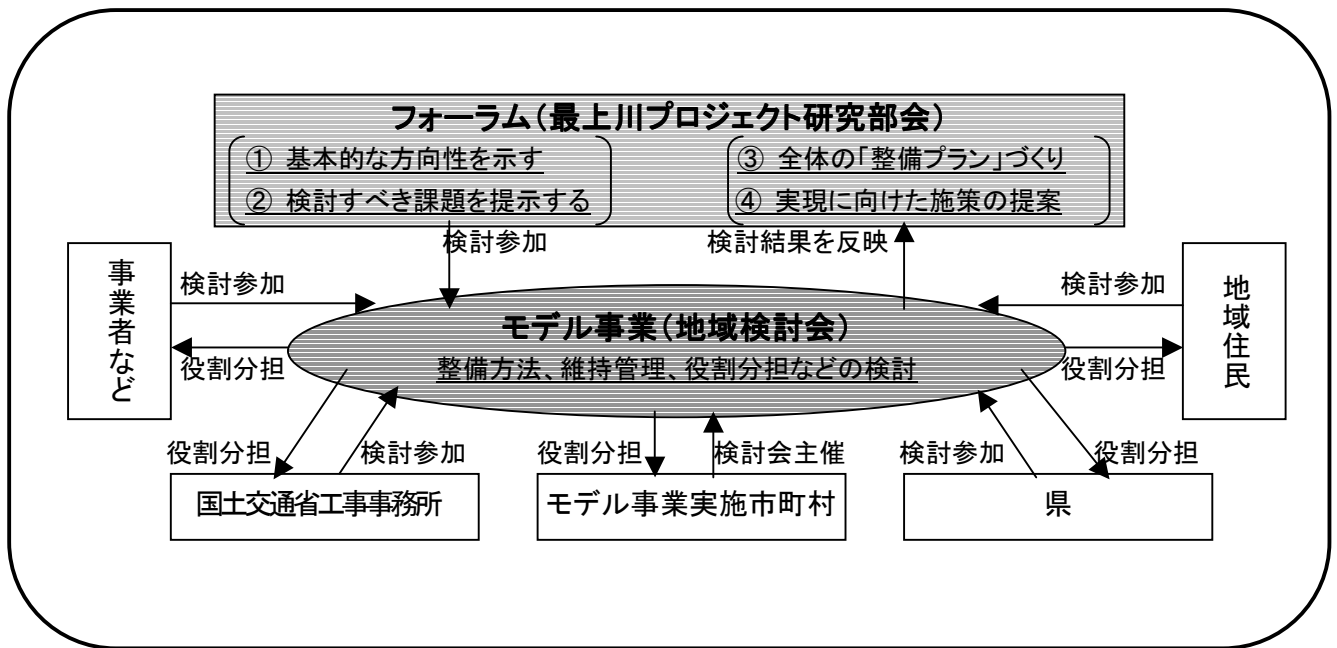 フォーラム（最上川プロジェクト研究部会）
① 基本的な方向性を示す
② 検討すべき課題を提示する
③ 全体の「整備プラン」づくり
④ 実現に向けた施策の提案
検討参加
検討結果を反映
事業者など
検討参加
役割分担
モデル事業（地域検討会）
整備方法、維持管理、役割分担などの検討
検討参加
役割分担
地域住民
役割分担
検討参加
役割分担
検討会主催
検討参加
役割分担
国土交通省工事事務所
モデル事業実施市町村
県